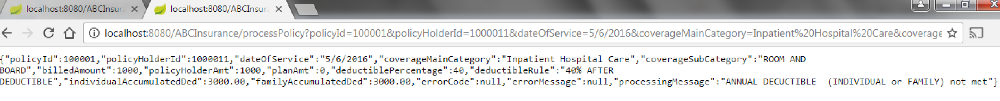 localhost:8080/ABCInsura
localhost:8080/ABCInsura
localhost:8080/ABCInsurance/processPolicy?policyId=100001&policyHolderId=1000011&dateOfService=5/6/2016&coverageMainCategory=Inpatient%20Hospital%20Care&coverage
{"policyId":100001,"policyHolderId":1000011,"dateOfService":"5/6/2016","coverageMainCategory":"Inpatient Hospital Care","coverageSubCategory":"ROOM AND
BOARD","billedAmount":1000,"policyHolderAmt":1000,"planAmt":0,"deductiblePercentage":40,"deductibleRule":"40% AFTER
DEDUCTIBLE","individualAccumulatedDed":3000.00,"familyAccumulatedDed":3000.00,"errorCode":null,"errorMessage":null,"processingMessage":"ANNUAL DECUCTIBLE  (INDIVIDUAL or FAMILY) not met"}